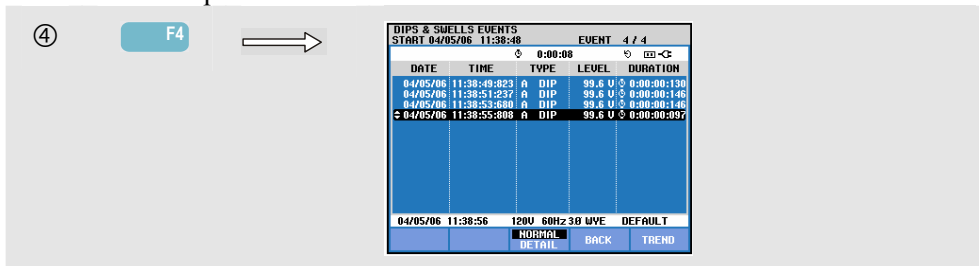 ④ F4
DIPS & SWELLS EVENTS
START 04/05/06 11:38:48 EVENT 4 / 4
0:00:08
DATE TIME TYPE LEVEL DURATION
04/05/06 11:38:49:823 A DIP 99.6 V 0:00:00:130
04/05/06 11:38:51:237 A DIP 99.6 V 0:00:00:146
04/05/06 11:38:53:680 A DIP 99.6 V 0:00:00:146
04/05/06 11:38:55:808 A DIP 99.6 V 0:00:00:097
04/05/06 11:38:56 120V 60Hz 3Ø WYE DEFAULT
NORMAL
DETAIL BACK TREND